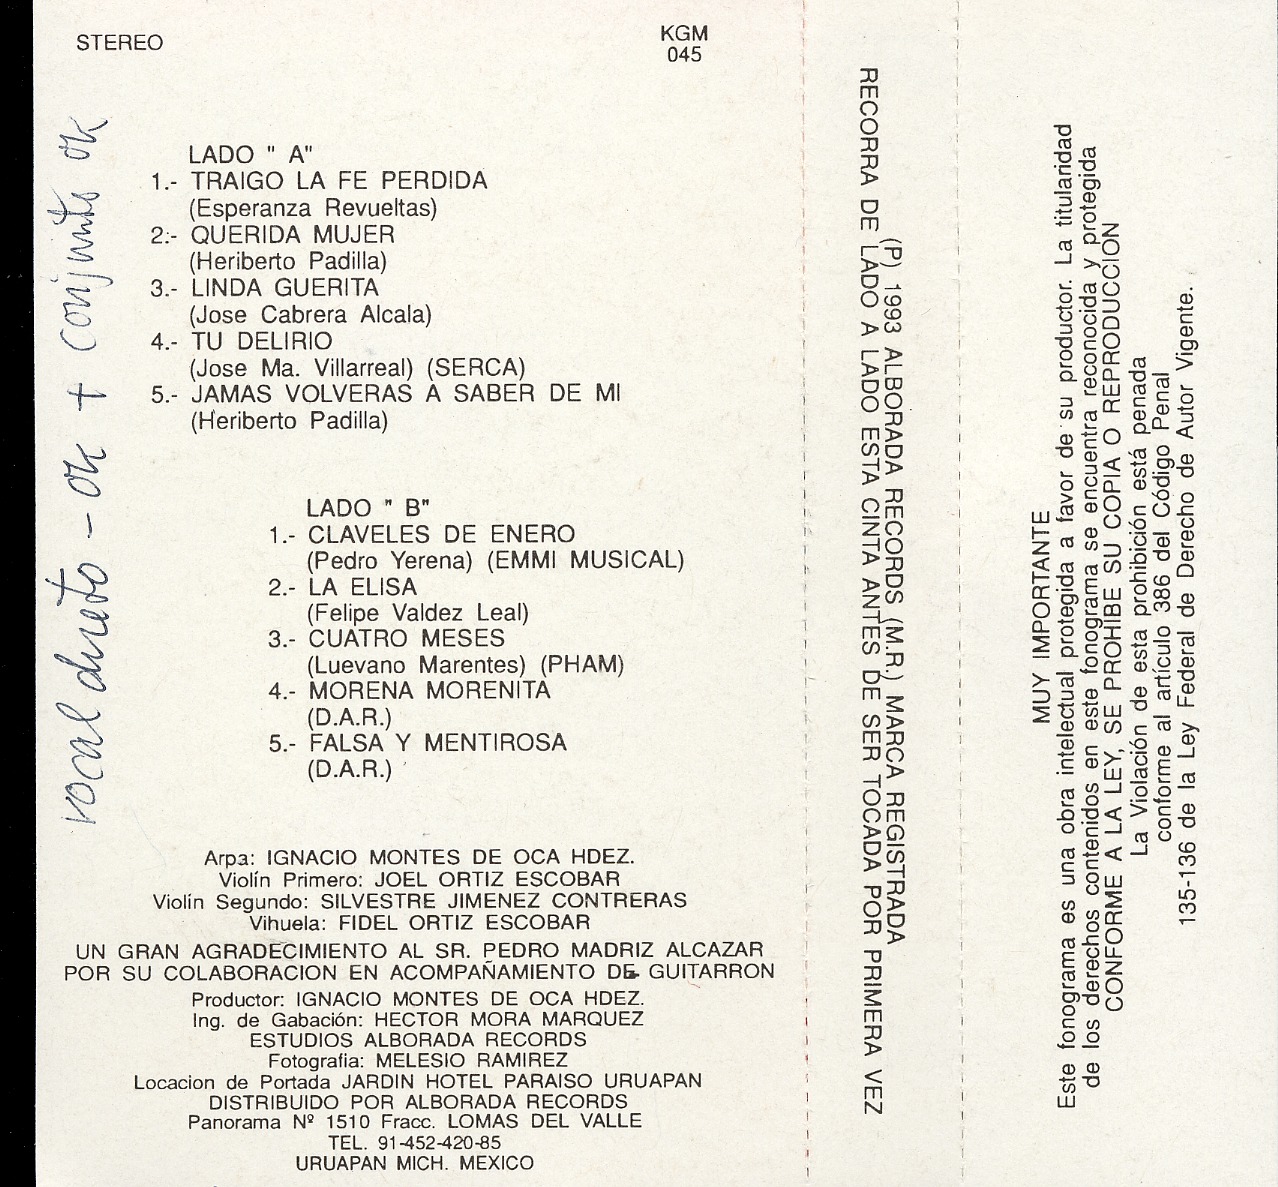 STEREO
KGM
045
LADO " A"
1.- TRAIGO LA FE PERDIDA
(Esperanza Revueltas)
2:- QUERIDA MUJER
(Heriberto Padilla)
3.- LINDA GUERITA
(Jose Cabrera Alcala)
4.- TU DELIRIO
(Jose Ma. Villarreal) (SERCA)
5.- JAMAS VOLVERAS A SABER DE MI
(Heriberto Padilla)
LADO " B"
1.- CLAVELES DE ENERO
(Pedro Yerena) (EMMI MUSICAL)
2.- LA ELISA
(Felipe Valdez Leal)
3.- CUATRO MESES
(Luevano Marentes) (PHAM)
4.- MORENA MORENITA
(D.A.R.)
5.- FALSA Y MENTIROSA
(D.A.R.)
Arpa: IGNACIO MONTES DE OCA HDEZ.
Violín Primero: JOEL ORTIZ ESCOBAR
Violín Segundo: SILVESTRE JIMENEZ CONTRERAS
Vihuela: FIDEL ORTIZ ESCOBAR
UN GRAN AGRADECIMIENTO AL SR. PEDRO MADRIZ ALCAZAR
POR SU COLABORACION EN ACOMPAÑAMIENTO DE GUITARRON
Productor: IGNACIO MONTES DE OCA HDEZ.
Ing. de Gabación: HECTOR MORA MARQUEZ
ESTUDIOS ALBORADA RECORDS
Fotografia: MELESIO RAMIREZ
Locacion de Portada JARDIN HOTEL PARAISO URUAPAN
DISTRIBUIDO POR ALBORADA RECORDS
Panorama Nº 1510 Fracc. LOMAS DEL VALLE
TEL. 91-452-420-85
URUAPAN MICH. MEXICO
vocal dueto - ok + conjunto ok
(P) 1993 ALBORADA RECORDS (M.R.) MARCA REGISTRADA
RECORRA DE LADO A LADO ESTA CINTA ANTES DE SER TOCADA POR PRIMERA VEZ
MUY IMPORTANTE
Este fonograma es una obra intelectual protegida a favor de su productor. La titularidad
de los derechos contenidos en este fonograma se encuentra reconocida y protegida
CONFORME A LA LEY, SE PROHIBE SU COPIA O REPRODUCCION
La Violación de esta prohibición está penada
conforme al artículo 386 del Código Penal
135-136 de la Ley Federal de Derecho de Autor Vigente.